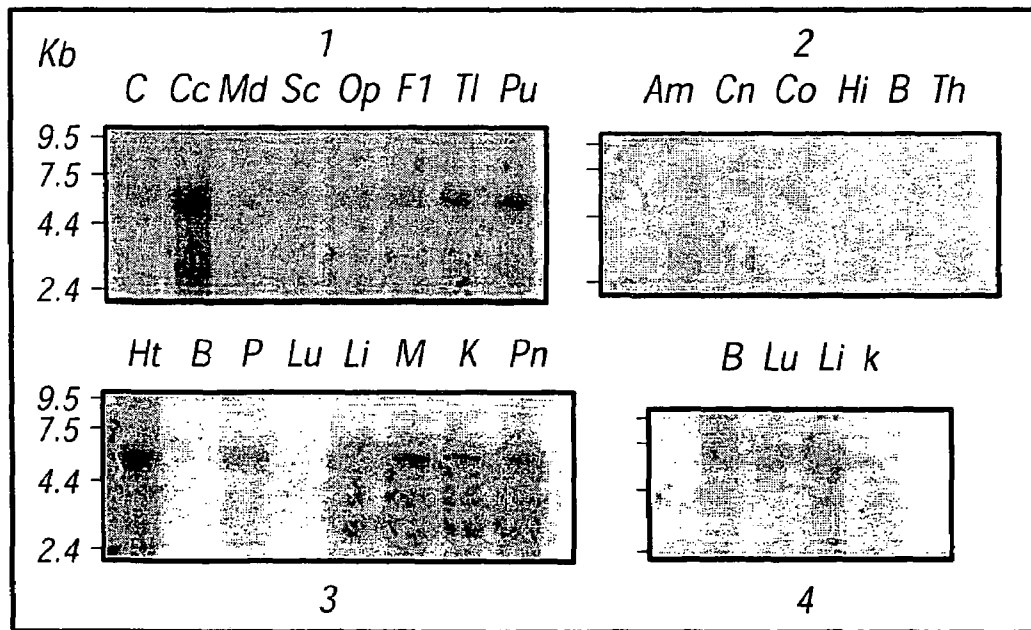 1
2
Kb
C Cc Md Sc Op F1 Tl Pu
Am Cn Co Hi B Th
9.5
7.5
4.4
2.4
Ht B P Lu Li M K Pn
B Lu Li k
9.5
7.5
4.4
2.4
3
4